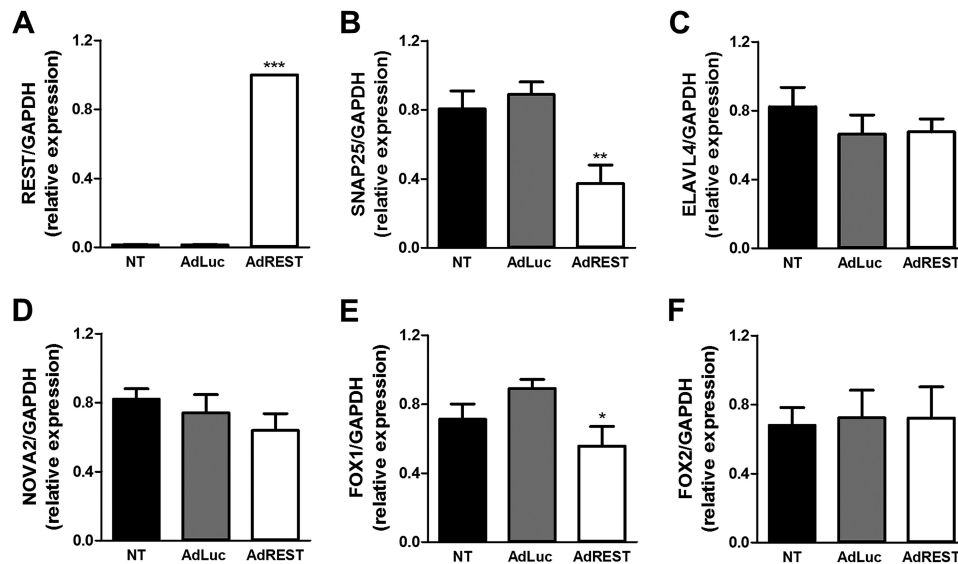 A
REST/GAPDH
(relative expression)
1.2
0.8
0.4
0.0
***
NT AdLuc AdREST
B
SNAP25/GAPDH
(relative expression)
1.2
0.8
0.4
0.0
**
NT AdLuc AdREST
C
ELAVL4/GAPDH
(relative expression)
1.2
0.8
0.4
0.0
NT AdLuc AdREST
D
NOVA2/GAPDH
(relative expression)
1.2
0.8
0.4
0.0
NT AdLuc AdREST
E
FOX1/GAPDH
(relative expression)
1.2
0.8
0.4
0.0
*
NT AdLuc AdREST
F
FOX2/GAPDH
(relative expression)
1.2
0.8
0.4
0.0
NT AdLuc AdREST